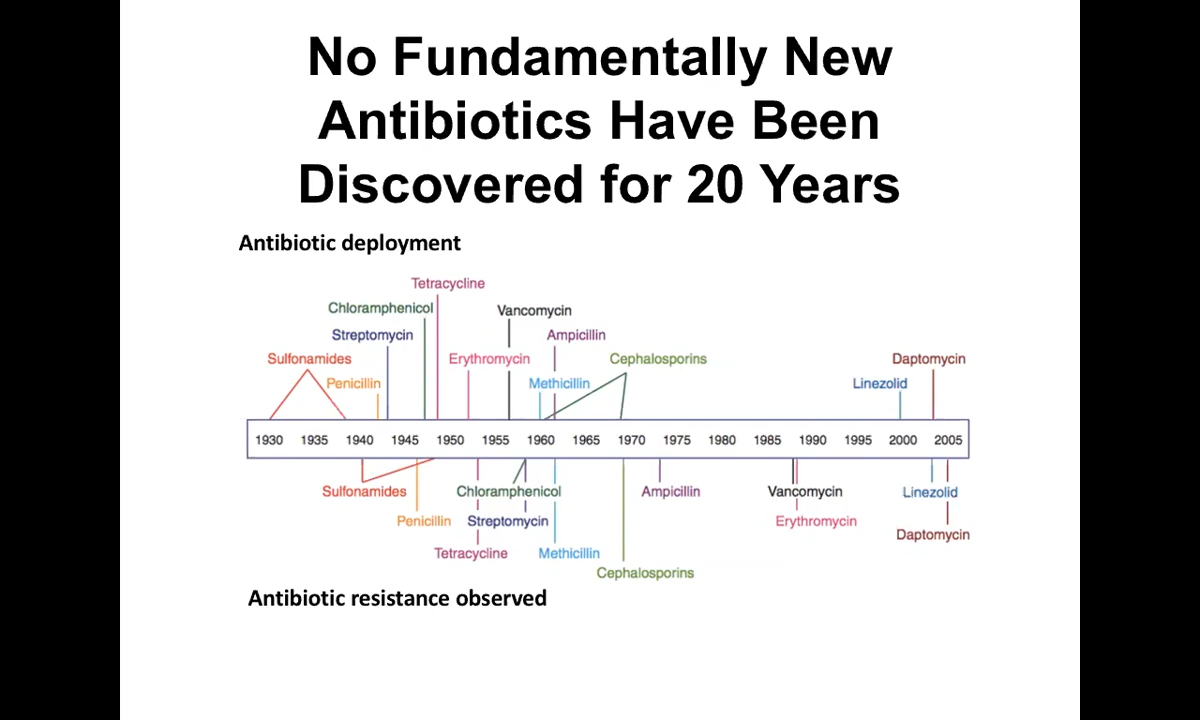 No Fundamentally New
Antibiotics Have Been
Discovered for 20 Years
Antibiotic deployment
Tetracycline
Chloramphenicol
Vancomycin
Streptomycin
Ampicillin
Sulfonamides
Erythromycin
Cephalosporins
Daptomycin
Penicillin
Methicillin
Linezolid
1930 1935 1940 1945 1950 1955 1960 1965 1970 1975 1980 1985 1990 1995 2000 2005
Sulfonamides
Chloramphenicol
Ampicillin
Vancomycin
Linezolid
Penicillin
Streptomycin
Erythromycin
Daptomycin
Tetracycline
Methicillin
Cephalosporins
Antibiotic resistance observed